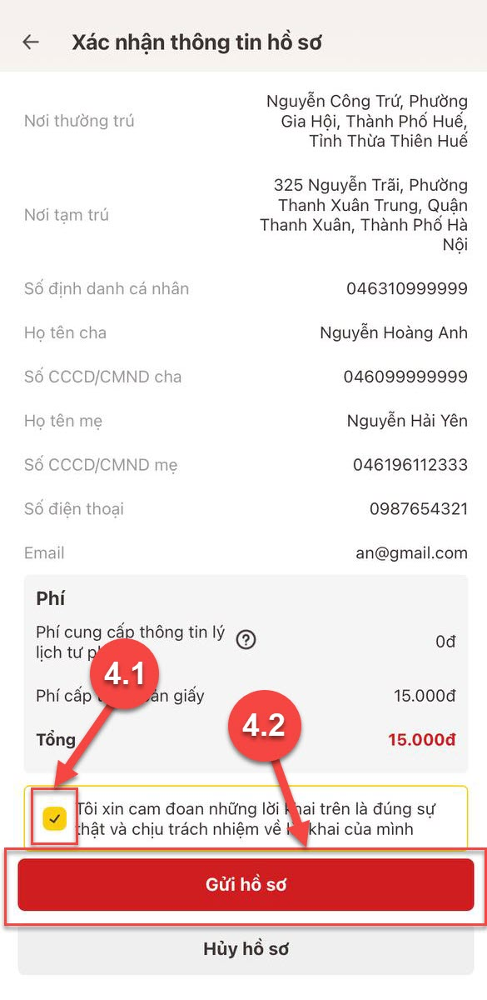 Xác nhận thông tin hồ sơ
Nơi thường trú
Nguyễn Công Trứ, Phường
Gia Hội, Thành Phố Huế,
Tỉnh Thừa Thiên Huế
Nơi tạm trú
325 Nguyễn Trãi, Phường
Thanh Xuân Trung, Quận
Thanh Xuân, Thành Phố Hà
Nội
Số định danh cá nhân
046310999999
Họ tên cha
Nguyễn Hoàng Anh
Số CCCD/CMND cha
046099999999
Họ tên mẹ
Nguyễn Hải Yên
Số CCCD/CMND mẹ
046196112333
Số điện thoại
0987654321
Email
an@gmail.com
Phí
Phí cung cấp thông tin lý
lịch tư
?
0đ
4.1
Phí cấp giấy
15.000đ
4.2
Tổng
15.000đ
Tôi xin cam đoan những lời khai trên là đúng sự
thật và chịu trách nhiệm về khai của mình
Gửi hồ sơ
Hủy hồ sơ